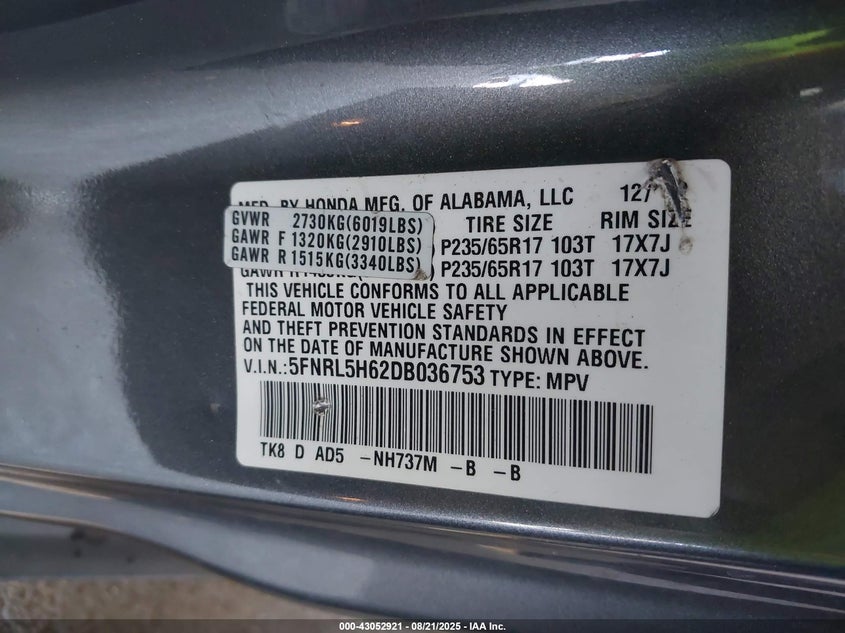 MFD. BY HONDA MFG. OF ALABAMA, LLC 12/
GVWR 2730KG(6019LBS) TIRE SIZE RIM SIZE
GAWR F 1320KG(2910LBS) P235/65R17 103T 17X7J
GAWR R 1515KG(3340LBS) P235/65R17 103T 17X7J
GAWR R
THIS VEHICLE CONFORMS TO ALL APPLICABLE
FEDERAL MOTOR VEHICLE SAFETY
AND THEFT PREVENTION STANDARDS IN EFFECT
ON THE DATE OF MANUFACTURE SHOWN ABOVE.
V.I.N.:5FNRL5H62DB036753 TYPE: MPV
TK8 D AD5 -NH737M -B -B
000-43052921 - 08/21/2025 - IAA Inc.